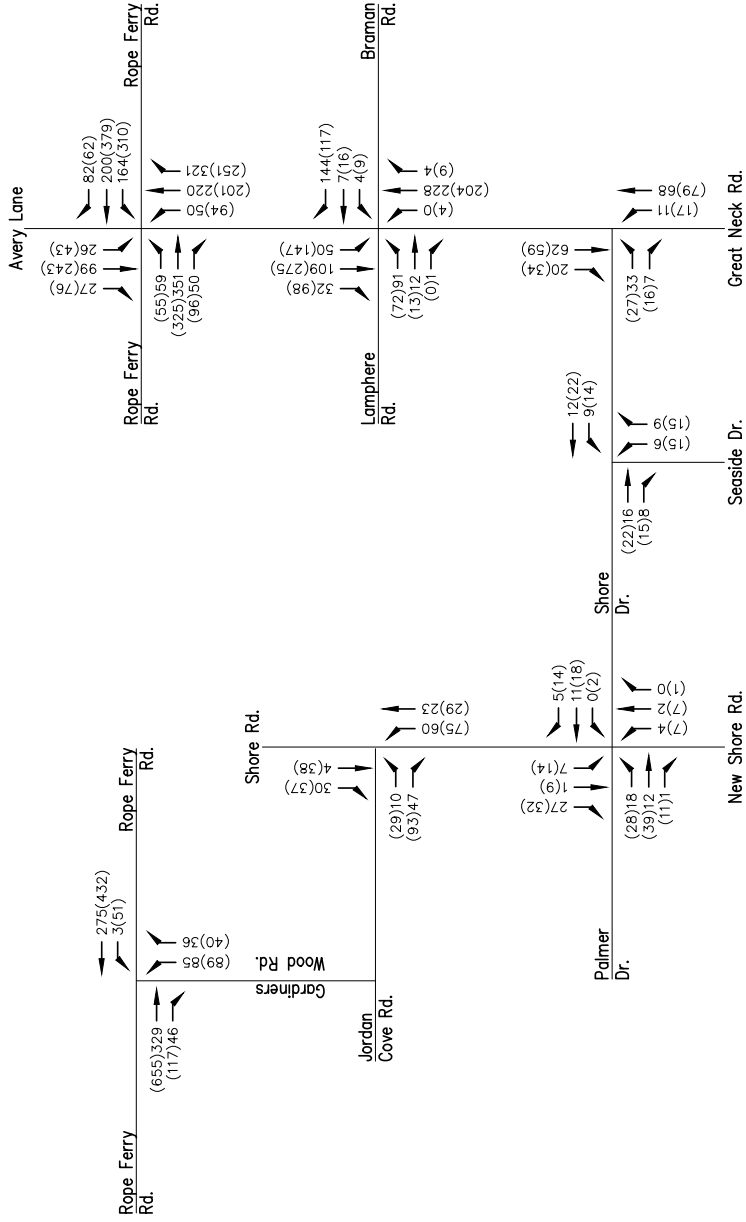 Avery Lane
Rope Ferry
Rd.
82(62)
200(379)
164(310)
26(43)
99(243)
27(76)
(251)321
(201)220
(94)50
(55)59
(325)351
(96)50
Rope Ferry
Rd.
Braman
Rd.
144(117)
7(16)
4(9)
50(147)
109(275)
32(98)
(9)4
(204)228
(4)0
(72)91
(13)12
(0)1
Lamphere
Rd.
62(59)
20(34)
(79)68
(17)11
(27)33
(16)7
Great Neck Rd.
12(22)
9(14)
(15)9
(15)6
(22)16
(15)8
Seaside Dr.
Shore
Dr.
Shore Rd.
4(38)
30(37)
(29)23
(75)60
(29)10
(93)47
5(14)
11(18)
0(2)
7(14)
1(9)
27(32)
(1)0
(7)2
(7)4
(28)18
(39)12
(11)1
New Shore Rd.
Palmer
Dr.
Rope Ferry
Rd.
275(432)
3(51)
(40)36
(89)85
(655)329
(117)46
Gardiners
Wood Rd.
Jordan
Cove Rd.
Rope Ferry
Rd.